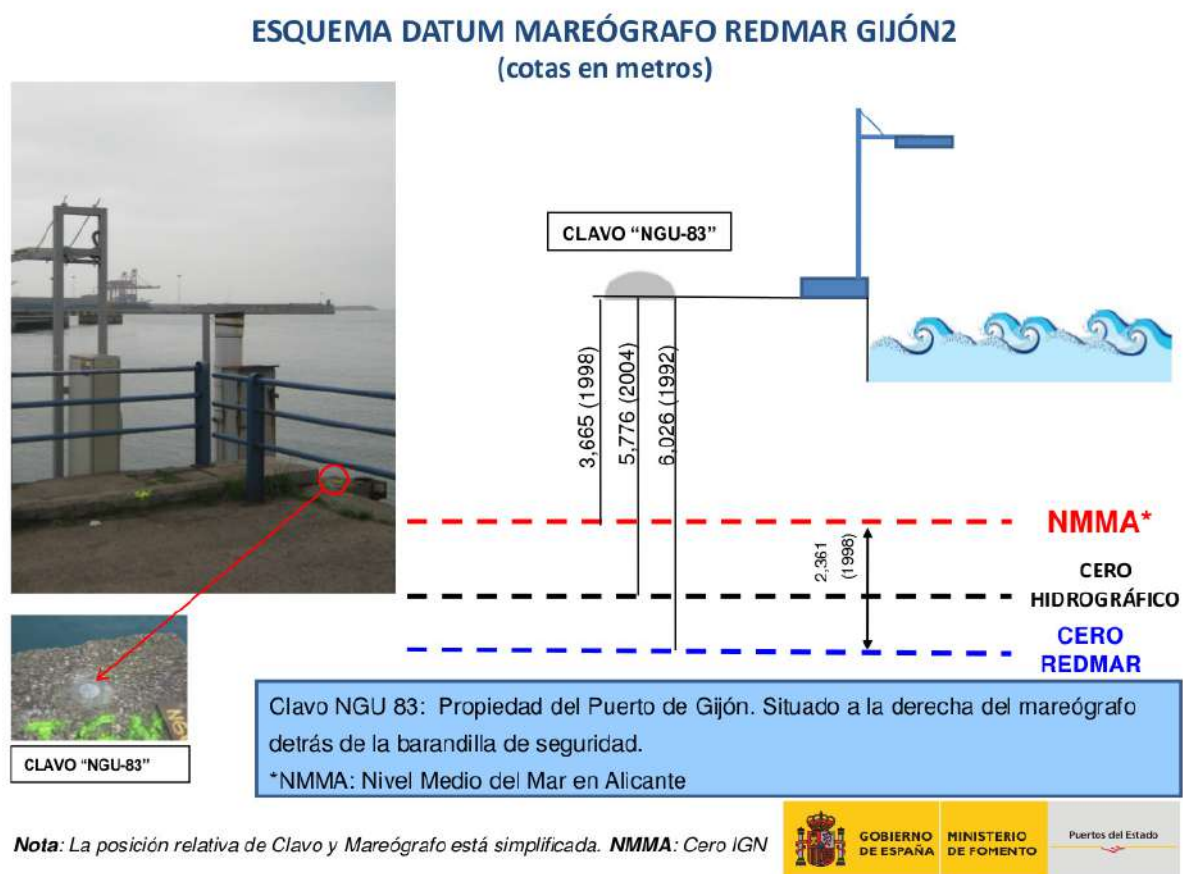 ESQUEMA DATUM MAREÓGRAFO REDMAR GIJÓN2
(cotas en metros)
CLAVO “NGU-83”
3,665 (1998)
5,776 (2004)
6,026 (1992)
2,361
(1998)
NMMA*
CERO
HIDROGRÁFICO
CERO
REDMAR
CLAVO “NGU-83”
Clavo NGU 83: Propiedad del Puerto de Gijón. Situado a la derecha del mareógrafo
detrás de la barandilla de seguridad.
*NMMA: Nivel Medio del Mar en Alicante
Nota: La posición relativa de Clavo y Mareógrafo está simplificada. NMMA: Cero IGN
GOBIERNO
DE ESPAÑA
MINISTERIO
DE FOMENTO
Puertos del Estado